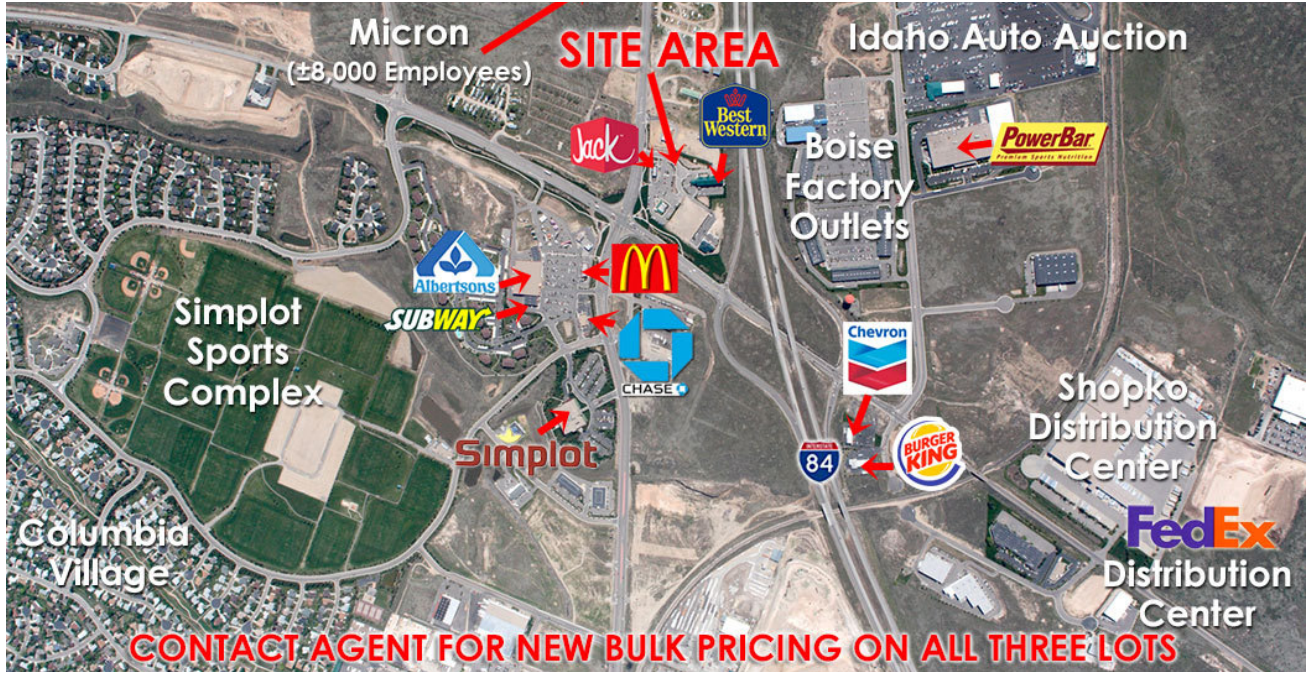 Micron
(±8,000 Employees)
SITE AREA
Idaho Auto Auction
Best
Western
Jack
PowerBar
Premium Sports Nutrition
Boise
Factory
Outlets
Albertsons
SUBWAY
Simplot
Sports
Complex
CHASE
Chevron
Simplot
INTERSTATE
84
BURGER
KING
Shopko
Distribution
Center
FedEx
Distribution
Center
Columbia
Village
CONTACT AGENT FOR NEW BULK PRICING ON ALL THREE LOTS